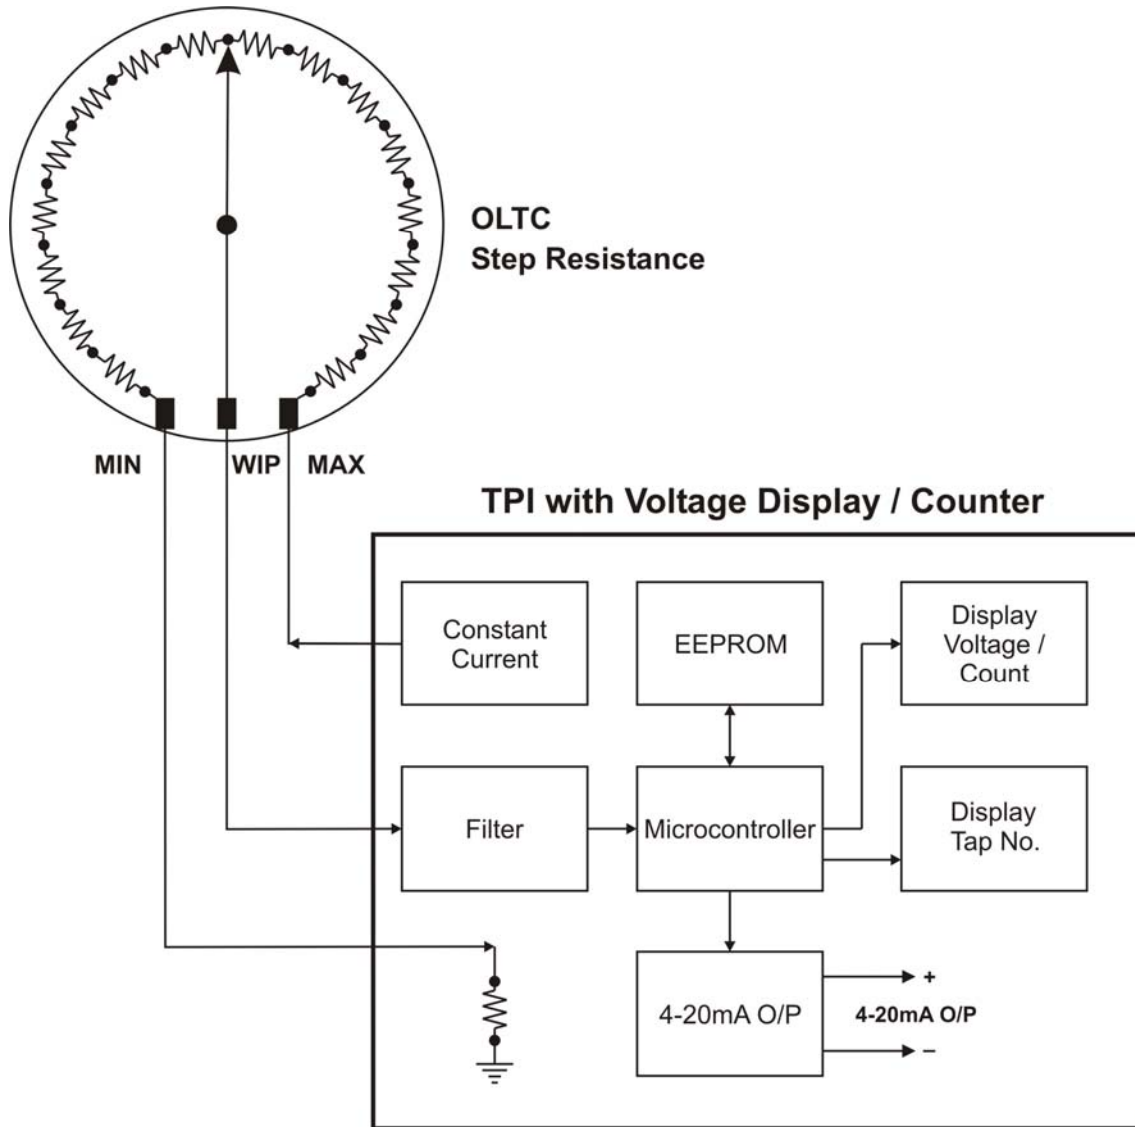 OLTC
Step Resistance
MIN
WIP
MAX
TPI with Voltage Display / Counter
Constant
Current
EEPROM
Display
Voltage /
Count
Filter
Microcontroller
Display
Tap No.
4-20mA O/P
+
4-20mA O/P
–